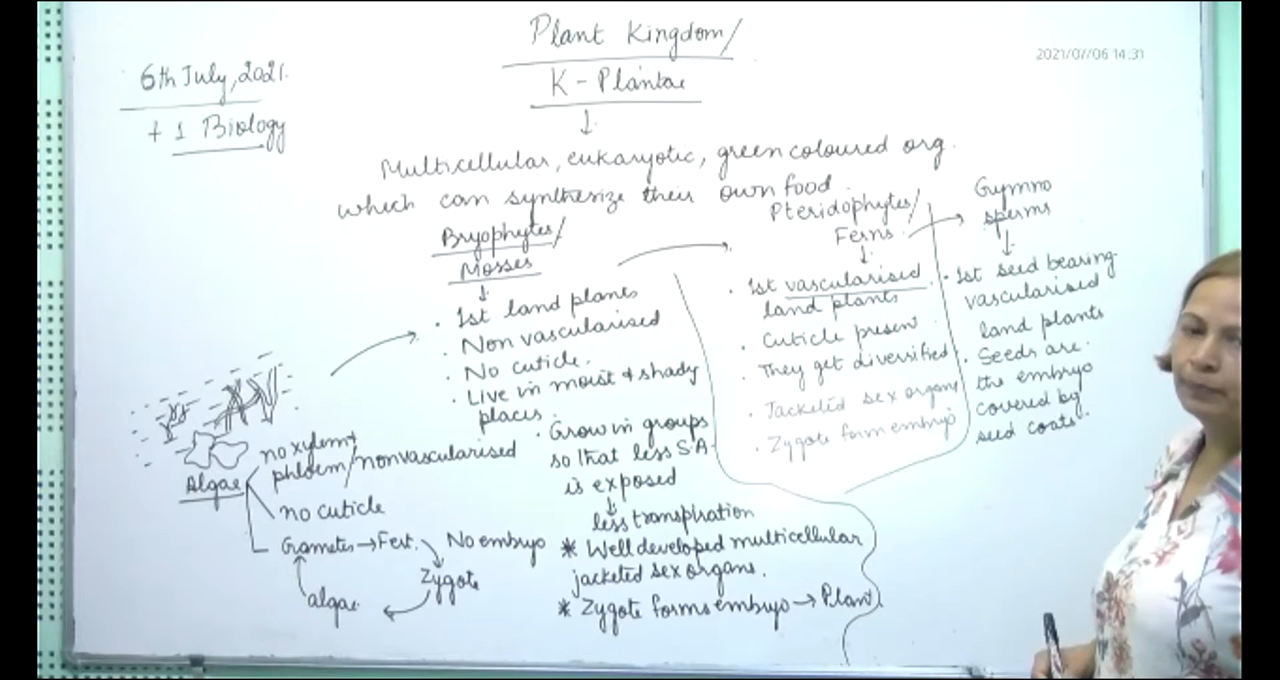 Plant Kingdom/
K - Plantae
2021/07/06 14:31
6th July, 2021.
+ 1 Biology
Multicellular, eukaryotic, green coloured org.
which can synthesize their own food.
Bryophytes/
Mosses
· 1st land plants
· Non vascularised
· No cuticle.
· Live in moist & shady
places.
· Grow in groups
so that less S.A.
is exposed
less transpiration
* Well developed multicellular
jacketed sex organs.
* Zygote forms embryo → Plant
Pteridophytes/
Ferns
· 1st vascularised
land plants
· Cuticle present
· They get diversified
· Jacketed sex organs
· Zygote form embryo
Gymno
sperms
· 1st seed bearing
vascularised
land plants
· Seeds are
the embryo
covered by
seed coats
Algae
no xylem &
phloem/nonvascularised
no cuticle
Gametes → Fert. No embryo
Zygote
algae